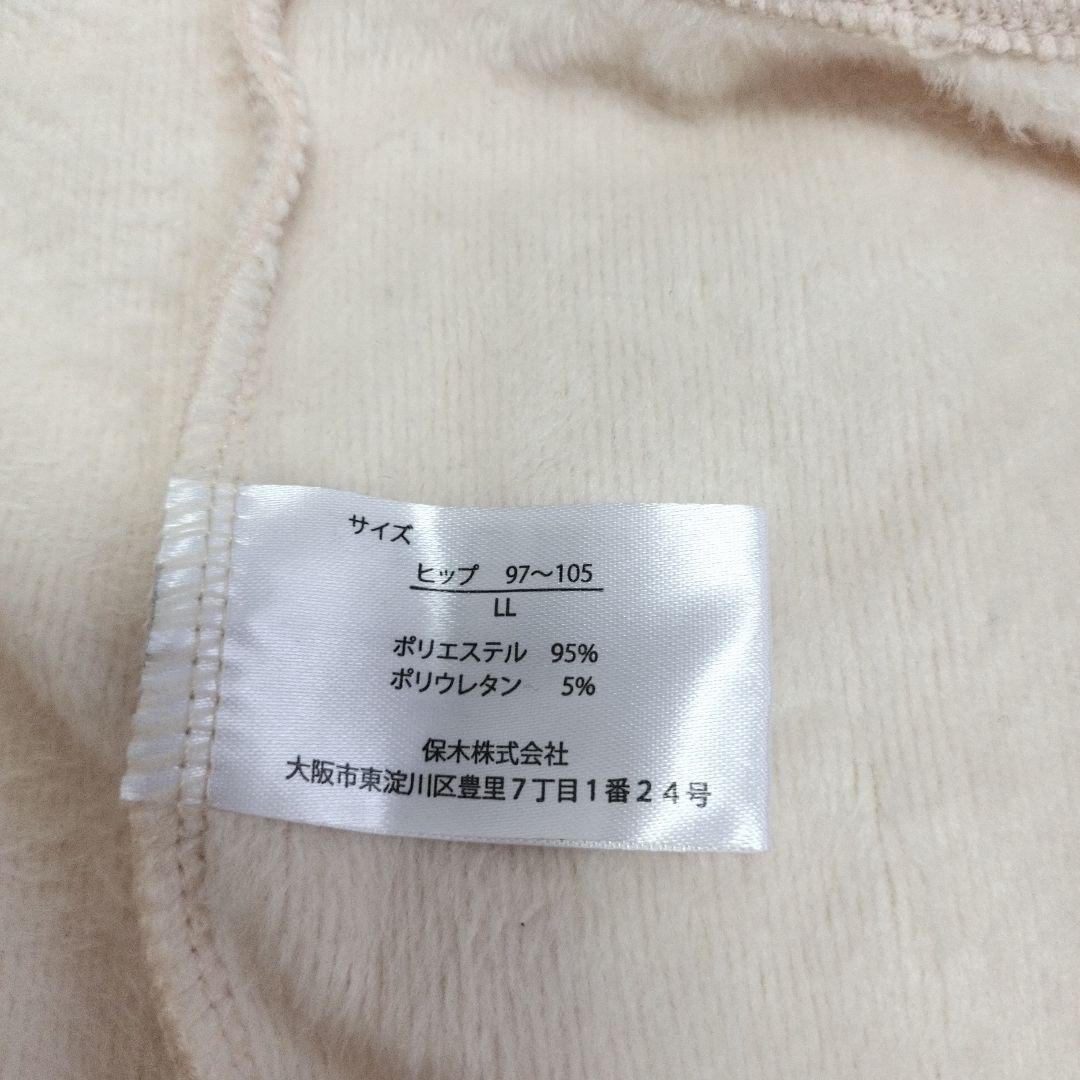 サイズ
ヒップ　97～105
LL
ポリエステル　95%
ポリウレタン　5%
保木株式会社
大阪市東淀川区豊里７丁目１番２４号